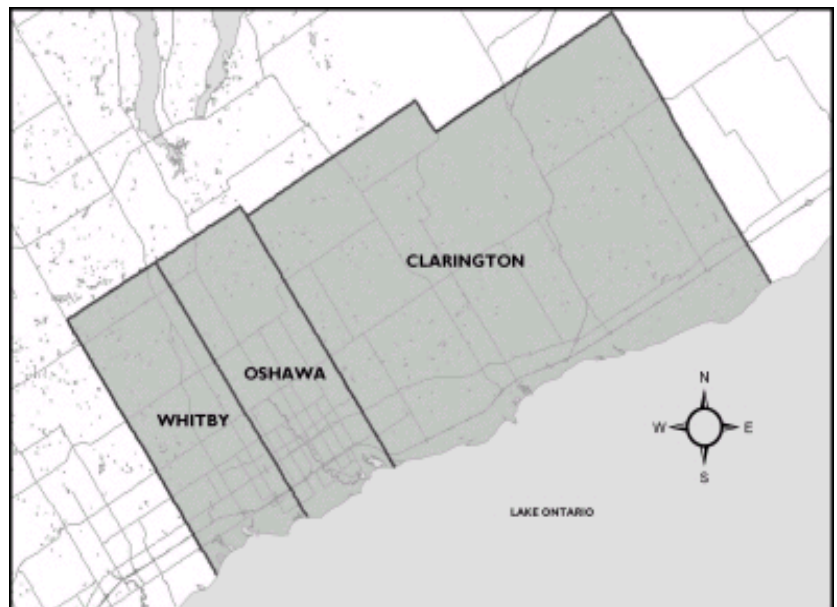 CLARINGTON
OSHAWA
WHITBY
N
W E
S
LAKE ONTARIO